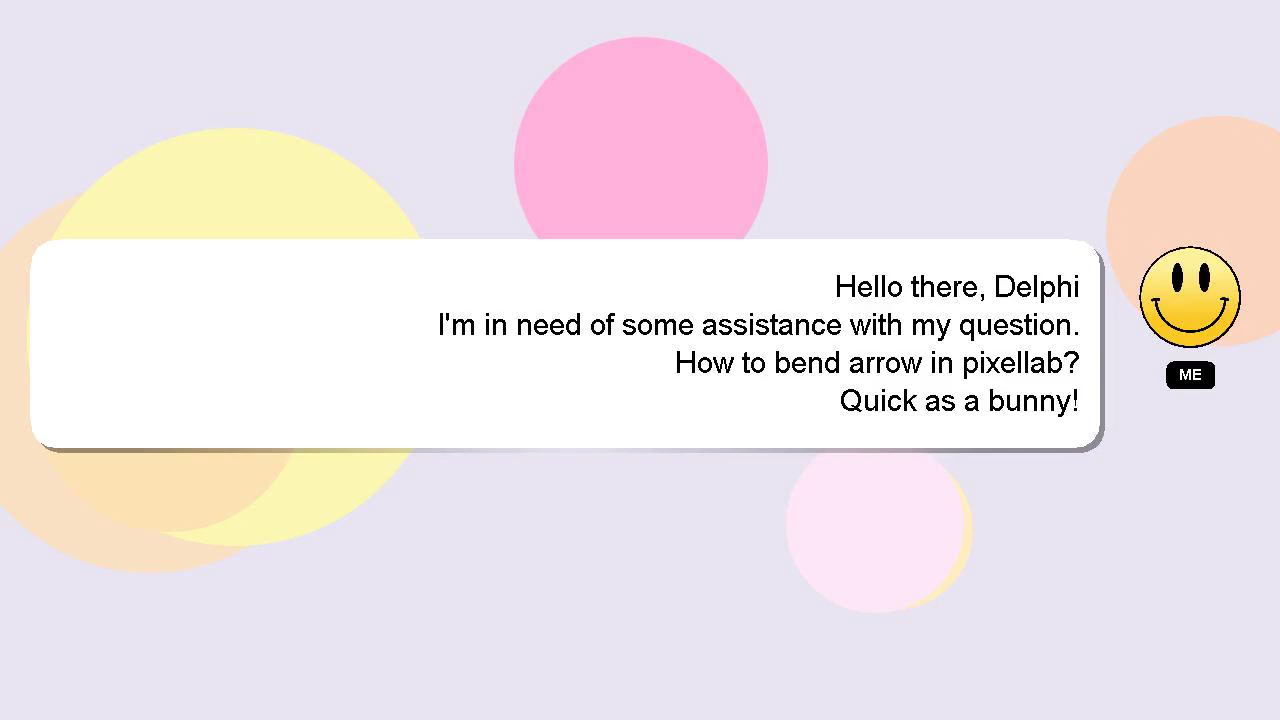 Hello there, Delphi
I'm in need of some assistance with my question.
How to bend arrow in pixellab?
Quick as a bunny!
ME